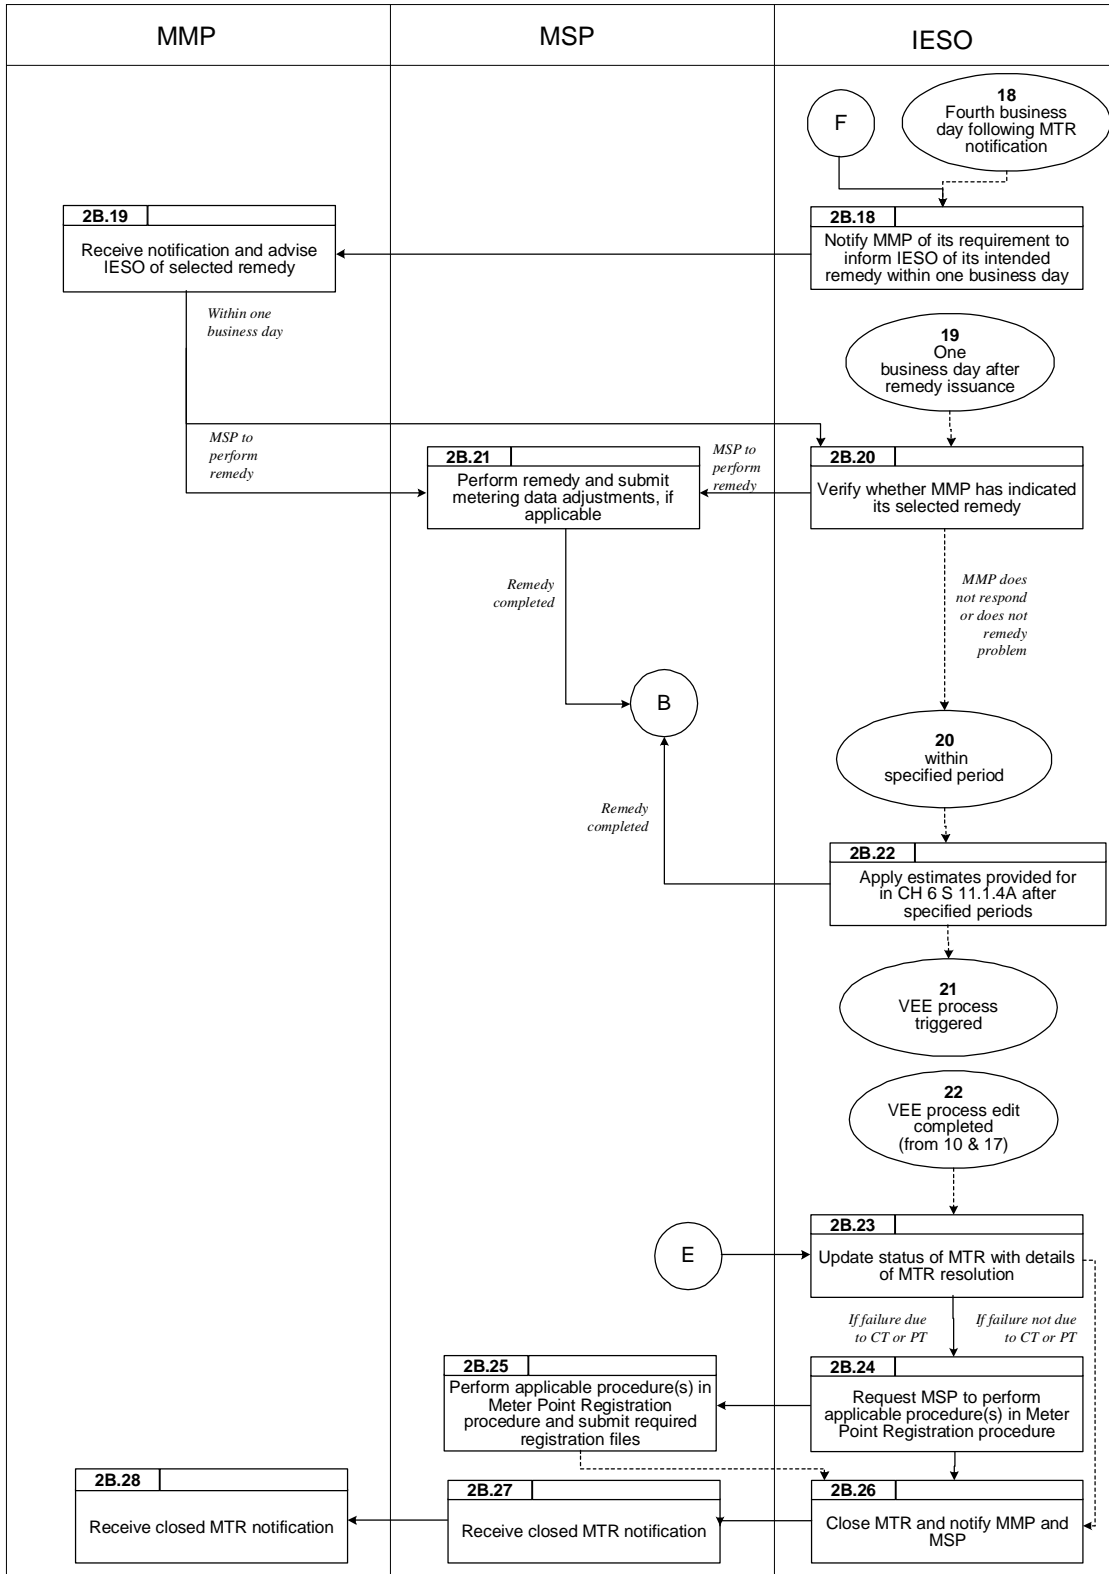 MMP
MSP
IESO
F
18
Fourth business
day following MTR
notification
2B.19
Receive notification and advise
IESO of selected remedy
2B.18
Notify MMP of its requirement to
inform IESO of its intended
remedy within one business day
Within one
business day
19
One
business day after
remedy issuance
MSP to
perform
remedy
2B.21
Perform remedy and submit
metering data adjustments, if
applicable
MSP to
perform
remedy
2B.20
Verify whether MMP has indicated
its selected remedy
Remedy
completed
MMP does
not respond
or does not
remedy
problem
B
20
within
specified period
Remedy
completed
2B.22
Apply estimates provided for
in CH 6 S 11.1.4A after
specified periods
21
VEE process
triggered
22
VEE process edit
completed
(from 10 & 17)
E
2B.23
Update status of MTR with details
of MTR resolution
If failure due
to CT or PT
If failure not due
to CT or PT
2B.25
Perform applicable procedure(s) in
Meter Point Registration
procedure and submit required
registration files
2B.24
Request MSP to perform
applicable procedure(s) in Meter
Point Registration procedure
2B.28
Receive closed MTR notification
2B.27
Receive closed MTR notification
2B.26
Close MTR and notify MMP and
MSP